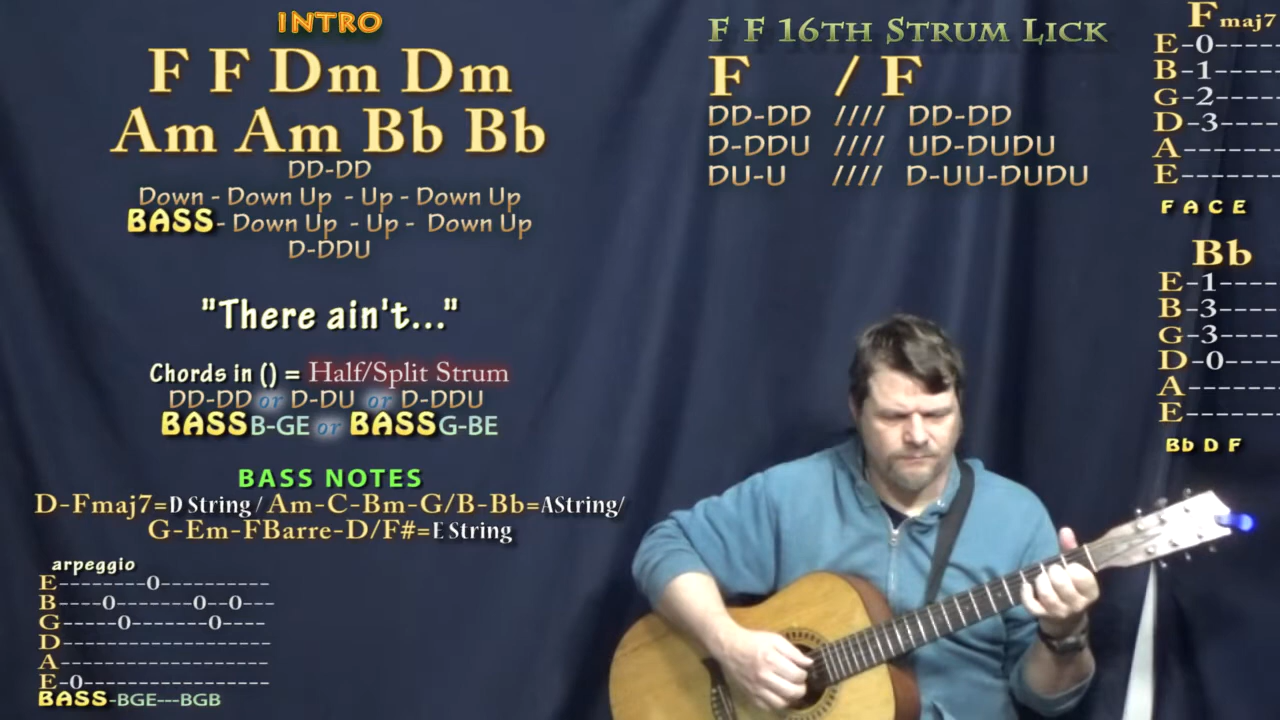 INTRO
F F Dm Dm
Am Am Bb Bb
DD-DD
Down - Down Up - Up - Down Up
BASS- Down Up - Up - Down Up
D-DDU
"There ain't..."
Chords in () = Half/Split Strum
DD-DD or D-DU or D-DDU
BASSB-GE or BASSG-BE
BASS NOTES
D-Fmaj7=D String / Am-C-Bm-G/B-Bb=AString/
G-Em-FBarre-D/F#=E String
arpeggio
E--------0----------
B----0-------0--0---
G-----0--------0----
D-------------------
A-------------------
E-0-----------------
BASS-BGE---BGB
F F 16TH STRUM LICK
F / F
DD-DD //// DD-DD
D-DDU //// UD-DUDU
DU-U //// D-UU-DUDU
Fmaj7
E-0----
B-1----
G-2----
D-3----
A------
E------
F A C E
Bb
E-1----
B-3----
G-3----
D-0----
A------
E------
Bb D F